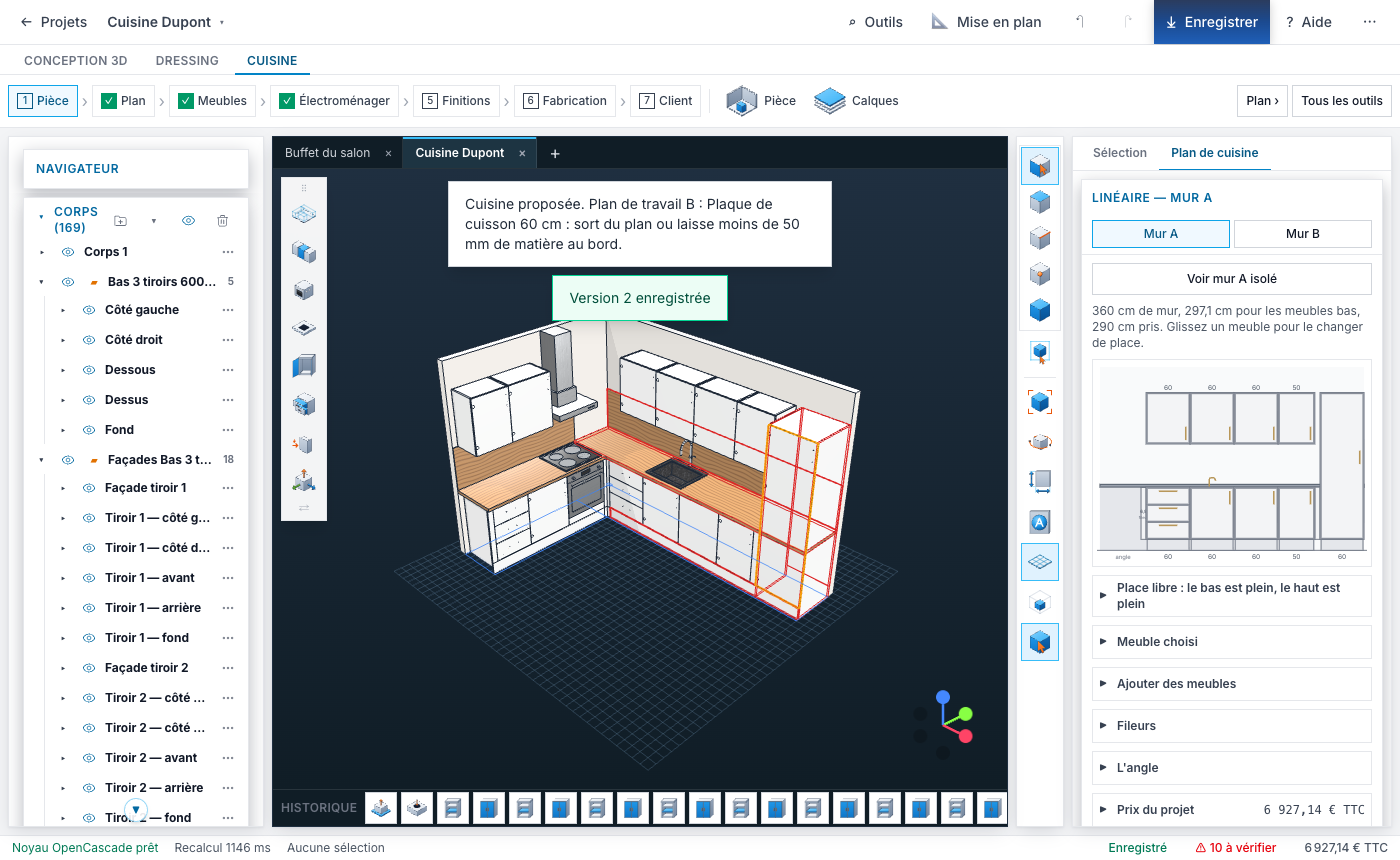 ← Projets
Cuisine Dupont
Outils
Mise en plan
Enregistrer
? Aide
CONCEPTION 3D
DRESSING
CUISINE
1 Pièce
Plan
Meubles
Électroménager
5 Finitions
6 Fabrication
7 Client
Pièce
Calques
Plan ›
Tous les outils
NAVIGATEUR
CORPS
(169)
Corps 1
Bas 3 tiroirs 600… 5
Côté gauche
Côté droit
Dessous
Dessus
Fond
Façades Bas 3 t… 18
Façade tiroir 1
Tiroir 1 — côté g…
Tiroir 1 — côté d…
Tiroir 1 — avant
Tiroir 1 — arrière
Tiroir 1 — fond
Façade tiroir 2
Tiroir 2 — côté …
Tiroir 2 — côté …
Tiroir 2 — avant
Tiroir 2 — arrière
Tiroir 2 — fond
Buffet du salon ×
Cuisine Dupont ×
+
Cuisine proposée. Plan de travail B : Plaque de
cuisson 60 cm : sort du plan ou laisse moins de 50
mm de matière au bord.
Version 2 enregistrée
HISTORIQUE
A
Sélection
Plan de cuisine
LINÉAIRE — MUR A
Mur A
Mur B
Voir mur A isolé
360 cm de mur, 297,1 cm pour les meubles bas,
290 cm pris. Glissez un meuble pour le changer
de place.
60 60 60 50
angle 60 60 60 50 60
Place libre : le bas est plein, le haut est
plein
Meuble choisi
Ajouter des meubles
Fileurs
L'angle
Prix du projet 6 927,14 € TTC
Noyau OpenCascade prêt
Recalcul 1146 ms
Aucune sélection
Enregistré
10 à vérifier
6 927,14 € TTC